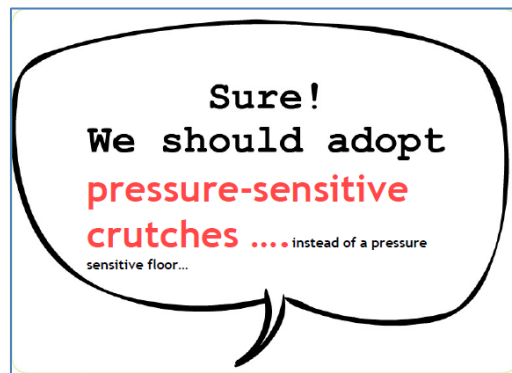 Sure!
We should adopt
pressure-sensitive
crutches ....instead of a pressure
sensitive floor...